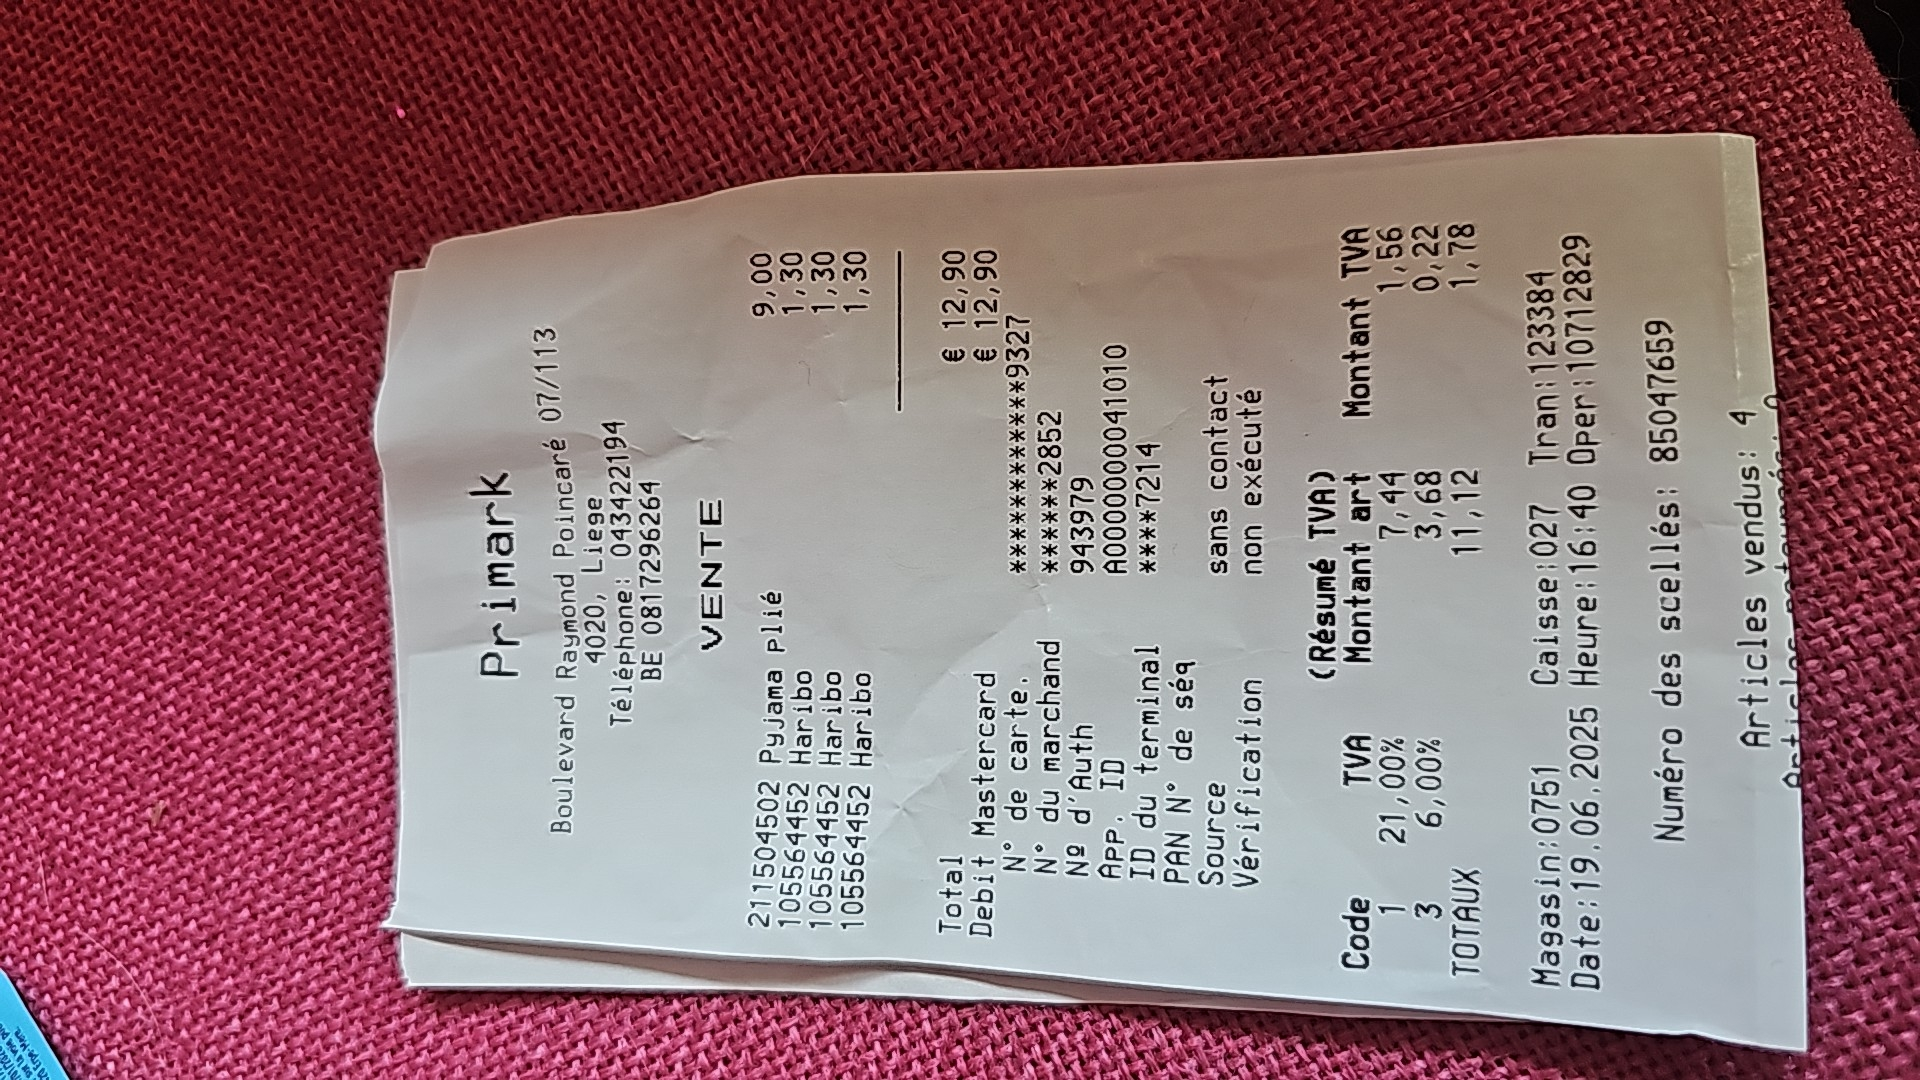 Primark
Boulevard Raymond Poincaré 07/113
4020, Liege
Téléphone: 043422194
BE 0817296264
VENTE
211504502 Pyjama plié 9,00
105564452 Haribo 1,30
105564452 Haribo 1,30
105564452 Haribo 1,30
Total € 12,90
Debit Mastercard € 12,90
N° de carte. ************9327
N° du marchand ******2852
Nº d'Auth 9439979
APP. ID A0000000041010
ID du terminal ****7214
PAN N° de séq
Source sans contact
Vérification non exécuté
(Résumé TVA)
Code TVA Montant art Montant TVA
1 21,00% 7,44 1,56
3 6,00% 3,68 0,22
TOTAUX 11,12 1,78
Magasin:0751 Caisse:027 Tran:123384
Date:19.06.2025 Heure:16:40 Oper:10712829
Numéro des scellés: 85047659
Articles vendus: 4